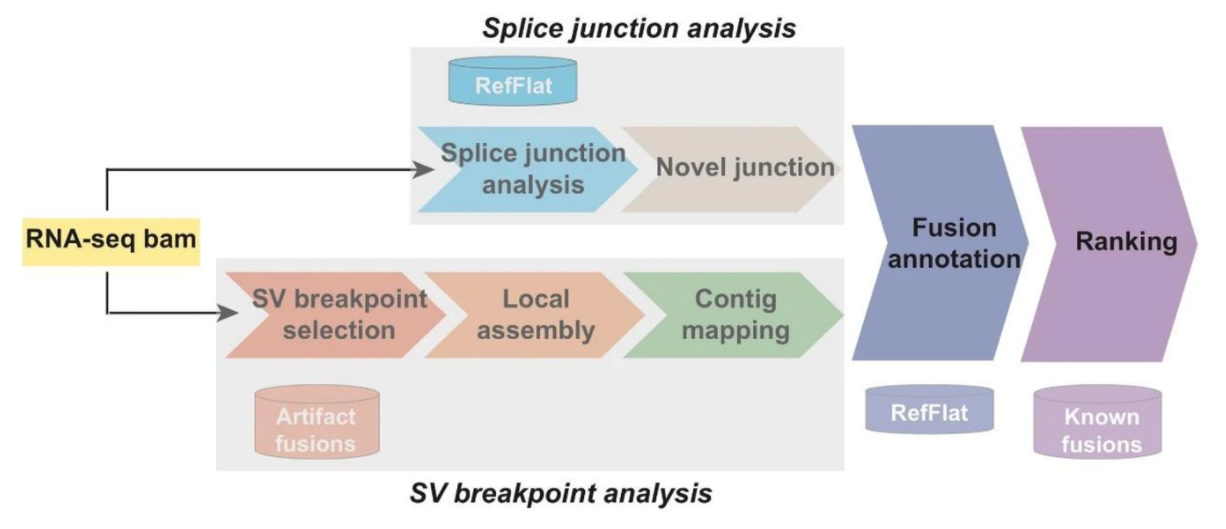 Splice junction analysis
RefFlat
Splice junction
analysis
Novel junction
RNA-seq bam
SV breakpoint
selection
Local
assembly
Contig
mapping
Artifact
fusions
SV breakpoint analysis
Fusion
annotation
RefFlat
Ranking
Known
fusions